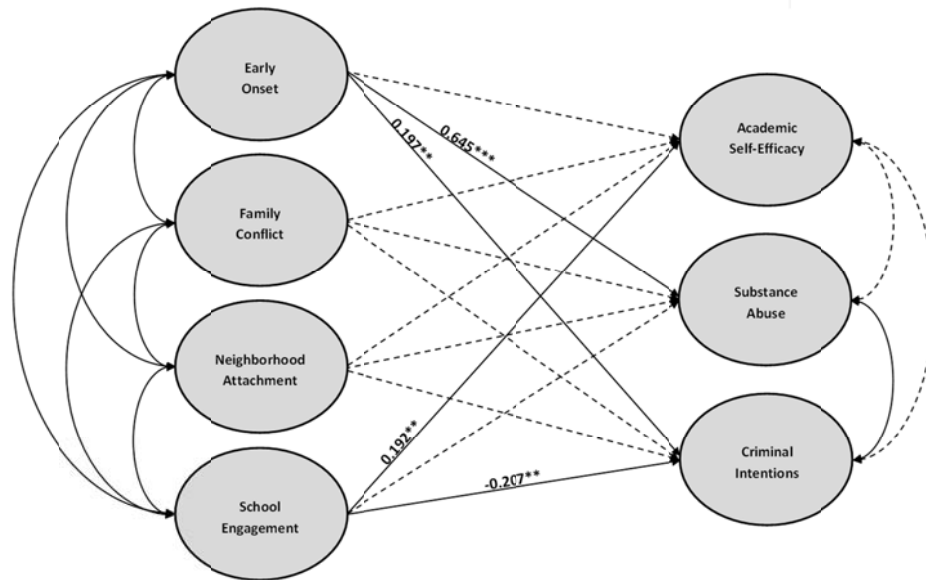 Early
Onset
Family
Conflict
Neighborhood
Attachment
School
Engagement
0.197**
0.645***
0.192**
-0.207**
Academic
Self-Efficacy
Substance
Abuse
Criminal
Intentions